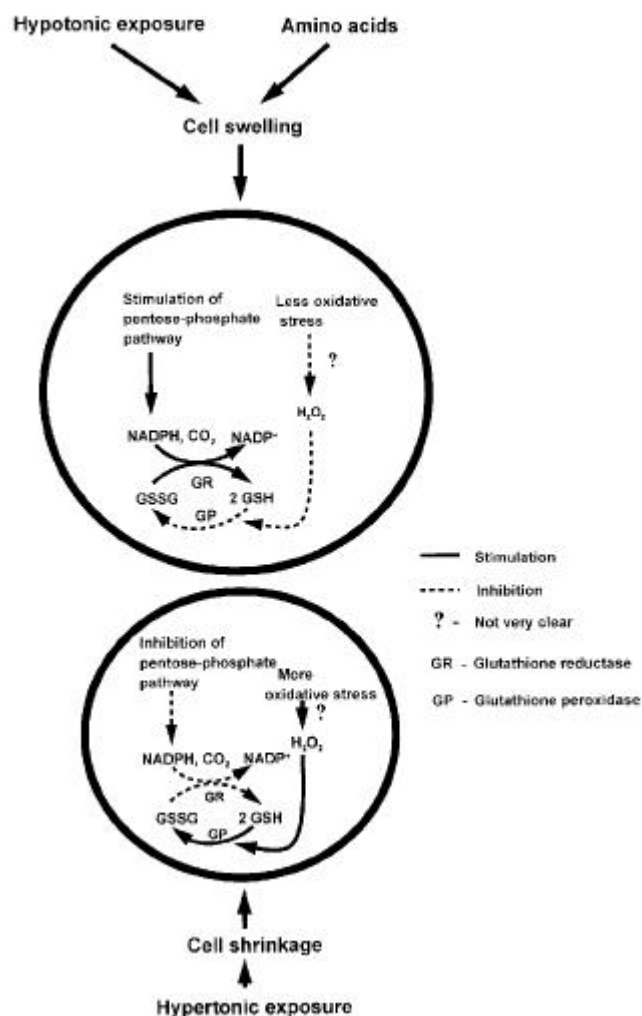 Hypotonic exposure
Amino acids
Cell swelling
Stimulation of
pentose-phosphate
pathway
Less oxidative
stress
?
H₂O₂
NADPH, CO₂ NADP⁺
GR
GSSG 2 GSH
GP
Stimulation
Inhibition
? - Not very clear
GR - Glutathione reductase
GP - Glutathione peroxidase
Inhibition of
pentose-phosphate
pathway
More
oxidative stress
?
H₂O₂
NADPH, CO₂ NADP⁺
GR
GSSG 2 GSH
GP
Cell shrinkage
Hypertonic exposure